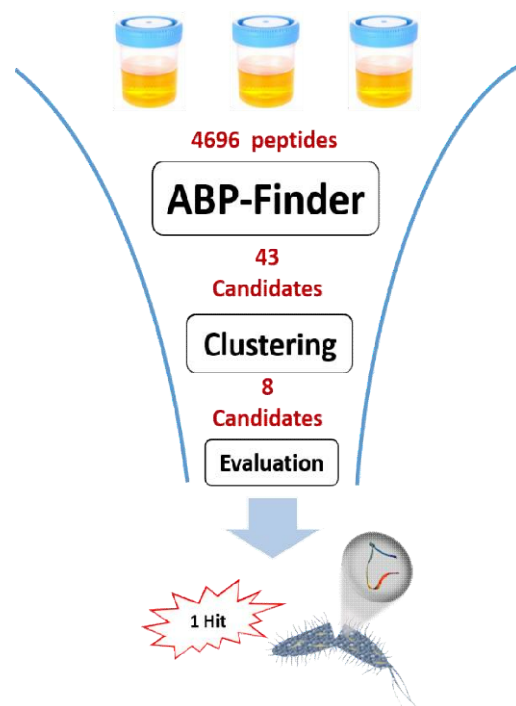 4696 peptides
ABP-Finder
43
Candidates
Clustering
8
Candidates
Evaluation
1 Hit